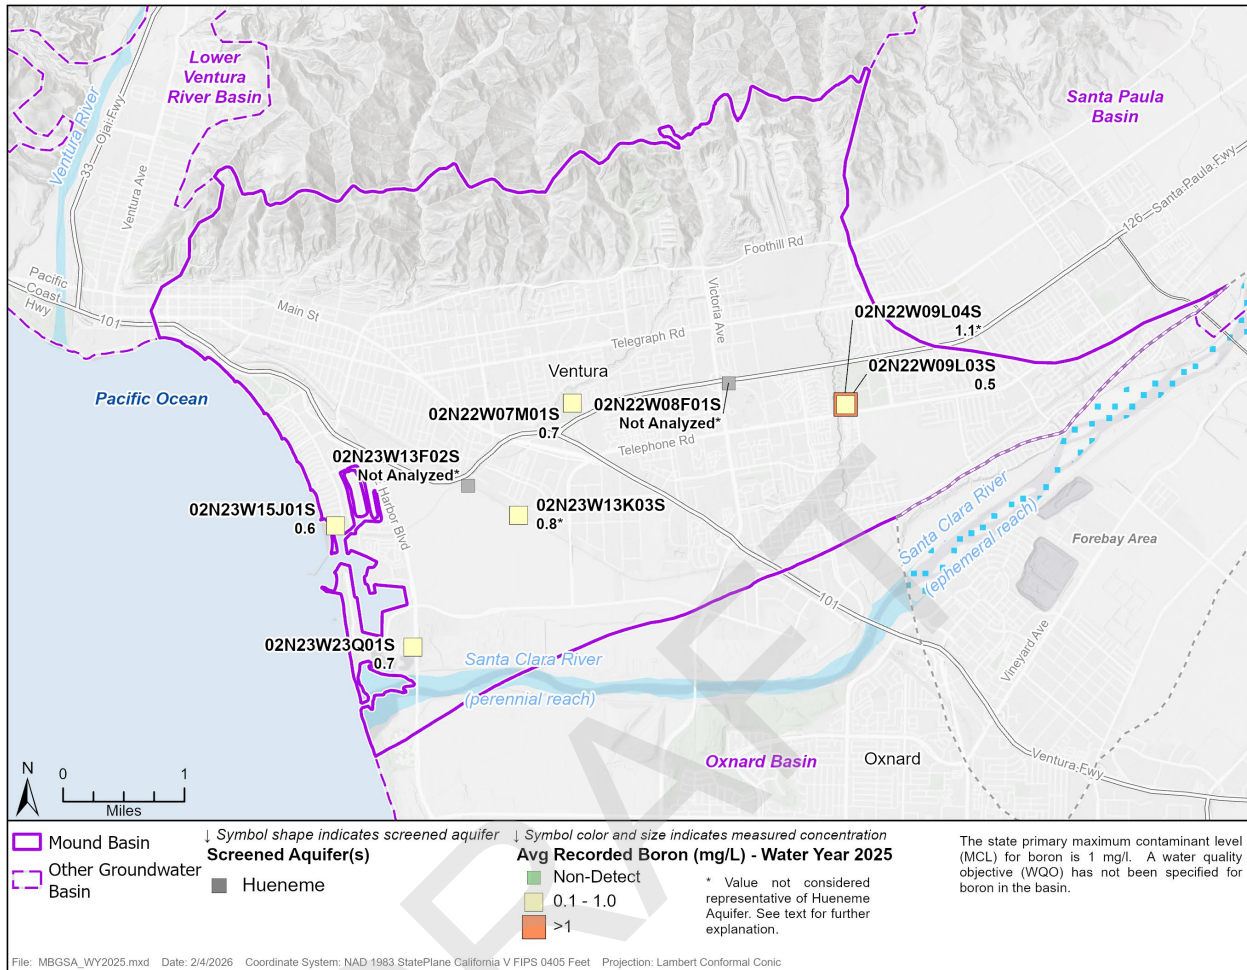 Lower
Ventura
River Basin
Santa Paula
Basin
Ventura River
33
Ojai Fwy
Ventura Ave
126
Santa Paula Fwy
Foothill Rd
Pacific
Coast
Hwy
101
Main St
Victoria Ave
Telegraph Rd
02N22W09L04S
1.1*
02N22W09L03S
0.5
Pacific Ocean
Ventura
02N22W07M01S
0.7
02N22W08F01S
Not Analyzed*
Telephone Rd
02N23W13F02S
Not Analyzed*
Harbor Blvd
02N23W15J01S
0.6
02N23W13K03S
0.8*
Santa Clara River
(ephemeral reach)
Forebay Area
101
Vineyard Ave
02N23W23Q01S
0.7
Santa Clara River
(perennial reach)
Oxnard Basin
Oxnard
Ventura Fwy
N
0 1
Miles
DRAFT
Mound Basin
Other Groundwater
Basin
↓ Symbol shape indicates screened aquifer
Screened Aquifer(s)
Hueneme
↓ Symbol color and size indicates measured concentration
Avg Recorded Boron (mg/L) - Water Year 2025
Non-Detect
0.1 - 1.0
>1
* Value not considered
representative of Hueneme
Aquifer. See text for further
explanation.
The state primary maximum contaminant level
(MCL) for boron is 1 mg/l. A water quality
objective (WQO) has not been specified for
boron in the basin.
File: MBGSA_WY2025.mxd Date: 2/4/2026 Coordinate System: NAD 1983 StatePlane California V FIPS 0405 Feet Projection: Lambert Conformal Conic